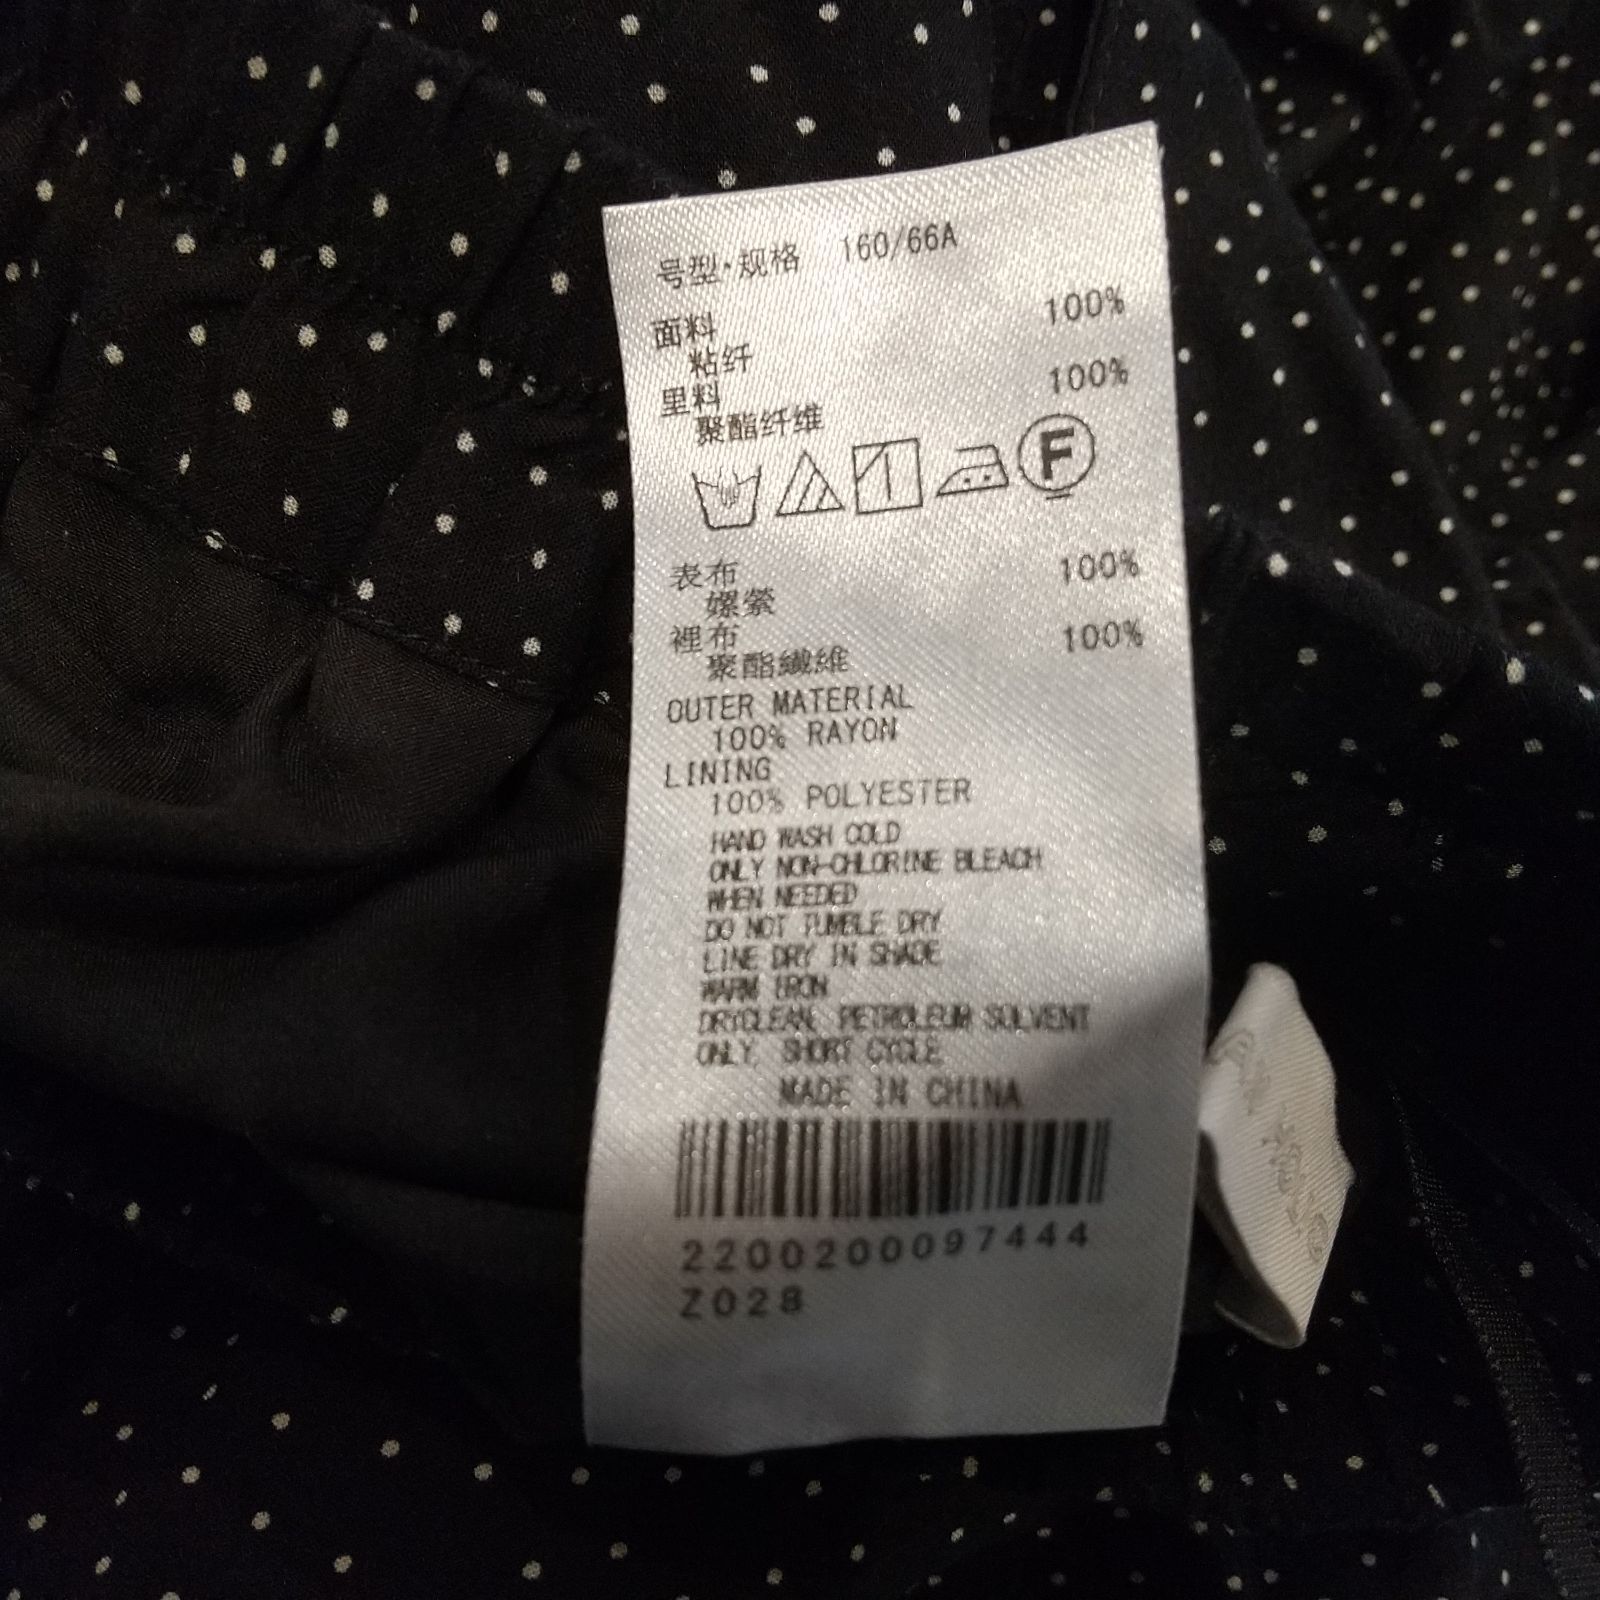 号型·规格 160/66A
面料 100%
粘纤
里料 100%
聚酯纤维
F
表布 100%
嫘縈
裡布 100%
聚酯纖維
OUTER MATERIAL
100% RAYON
LINING
100% POLYESTER
HAND WASH COLD
ONLY NON-CHLORINE BLEACH
WHEN NEEDED
DO NOT TUMBLE DRY
LINE DRY IN SHADE
WARM IRON
DRYCLEAN, PETROLEUM SOLVENT
ONLY, SHORT CYCLE
MADE IN CHINA
2200200097444
Z028